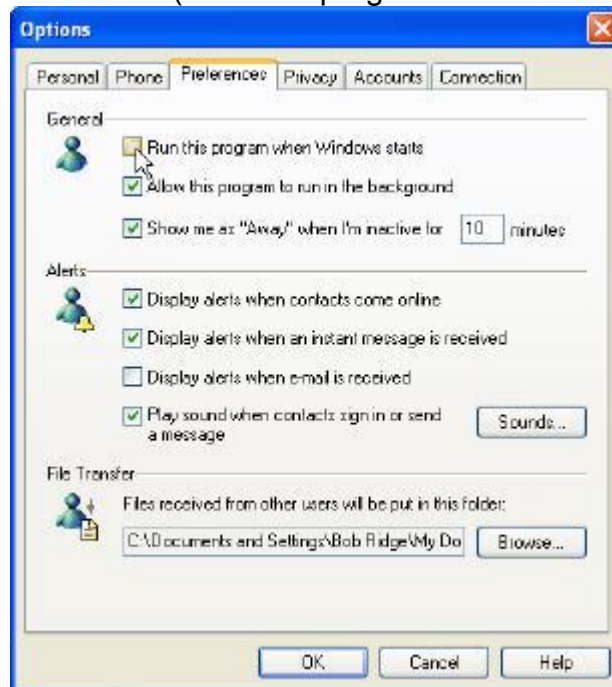 Options
Personal Phone Preferences Privacy Accounts Connection
General
Run this program when Windows starts
Allow this program to run in the background
Show me as "Away" when I'm inactive for 10 minutes
Alerts
Display alerts when contacts come online
Display alerts when an instant message is received
Display alerts when e-mail is received
Play sound when contacts sign in or send
a message
Sounds...
File Transfer
Files received from other users will be put in this folder:
C:\Documents and Settings\Bob Ridge\My Do Browse...
OK Cancel Help